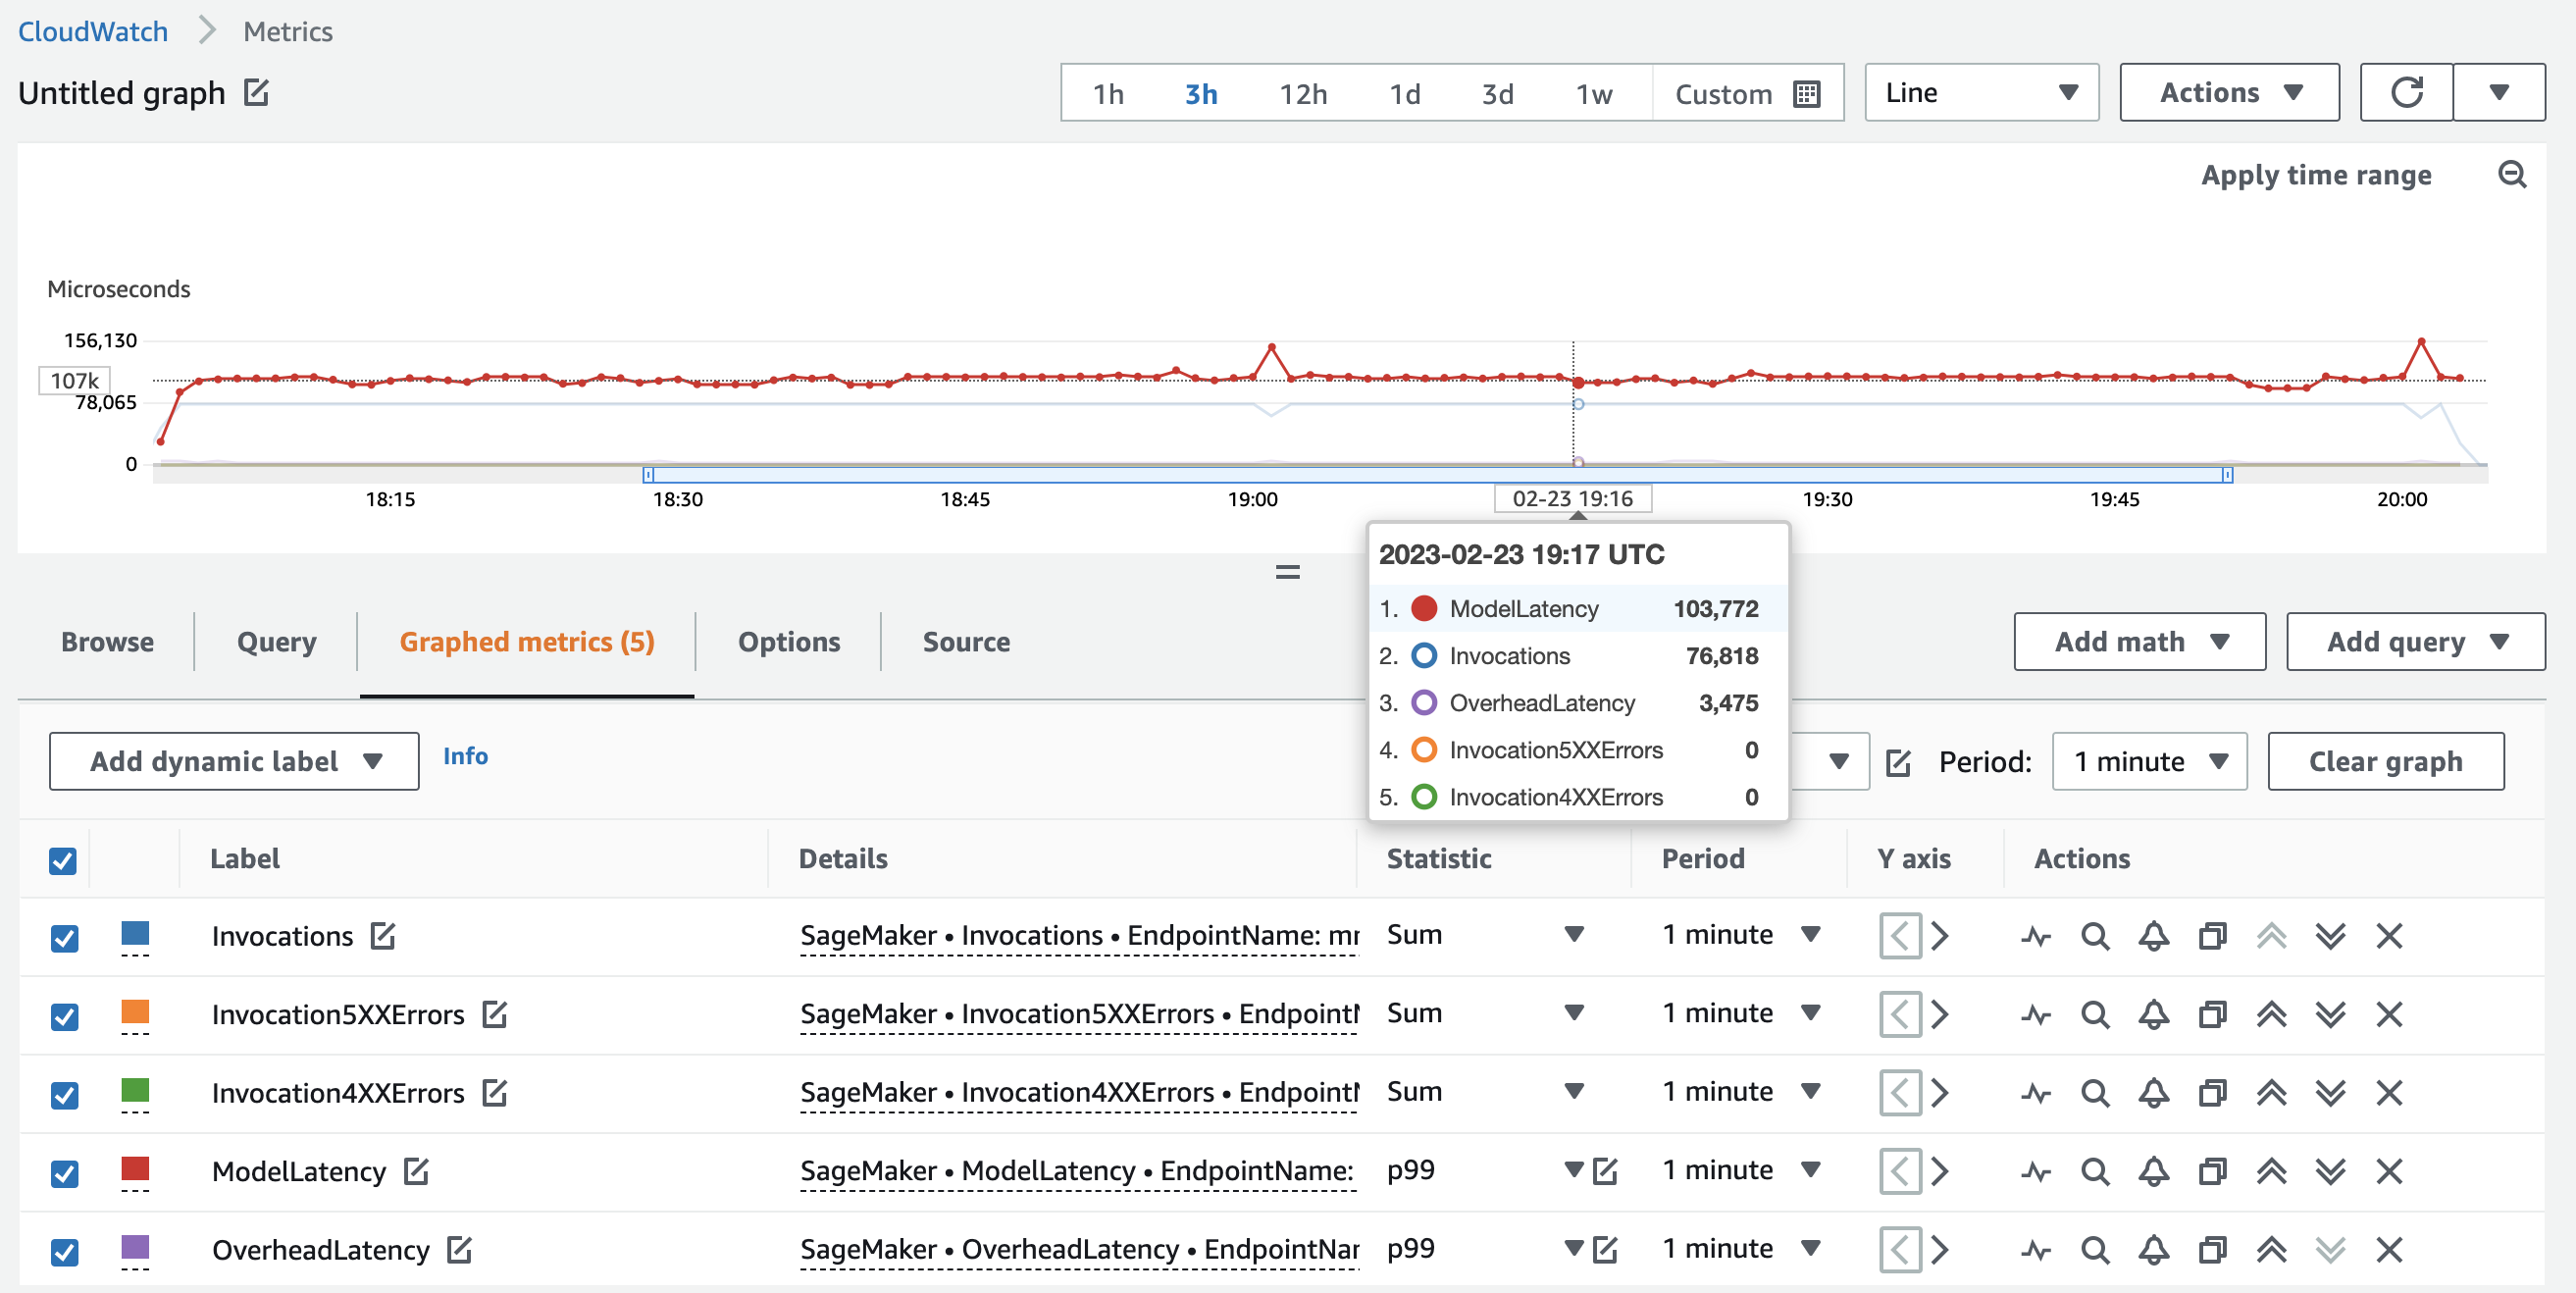 CloudWatch > Metrics
Untitled graph
1h 3h 12h 1d 3d 1w Custom Line Actions
Apply time range
Microseconds
156,130
107k
78,065
0
18:15 18:30 18:45 19:00 02-23 19:16 19:30 19:45 20:00
2023-02-23 19:17 UTC
1. ModelLatency 103,772
2. Invocations 76,818
3. OverheadLatency 3,475
4. Invocation5XXErrors 0
5. Invocation4XXErrors 0
Browse Query Graphed metrics (5) Options Source Add math Add query
Add dynamic label Info Period: 1 minute Clear graph
Label Details Statistic Period Y axis Actions
Invocations SageMaker • Invocations • EndpointName: Sum 1 minute
Invocation5XXErrors SageMaker • Invocation5XXErrors • Endpoint Sum 1 minute
Invocation4XXErrors SageMaker • Invocation4XXErrors • Endpoint Sum 1 minute
ModelLatency SageMaker • ModelLatency • EndpointName: p99 1 minute
OverheadLatency SageMaker • OverheadLatency • EndpointNa p99 1 minute